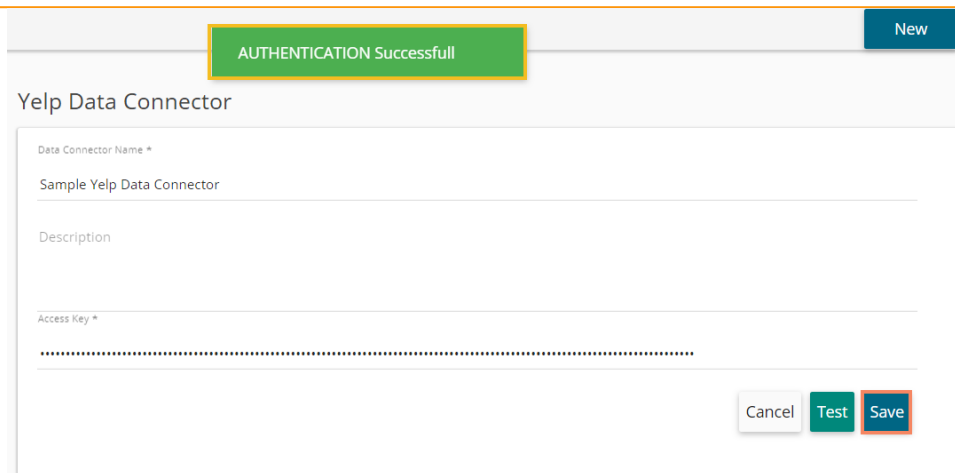 New
AUTHENTICATION Successfull
Yelp Data Connector
Data Connector Name *
Sample Yelp Data Connector
Description
Access Key *
Cancel Test Save